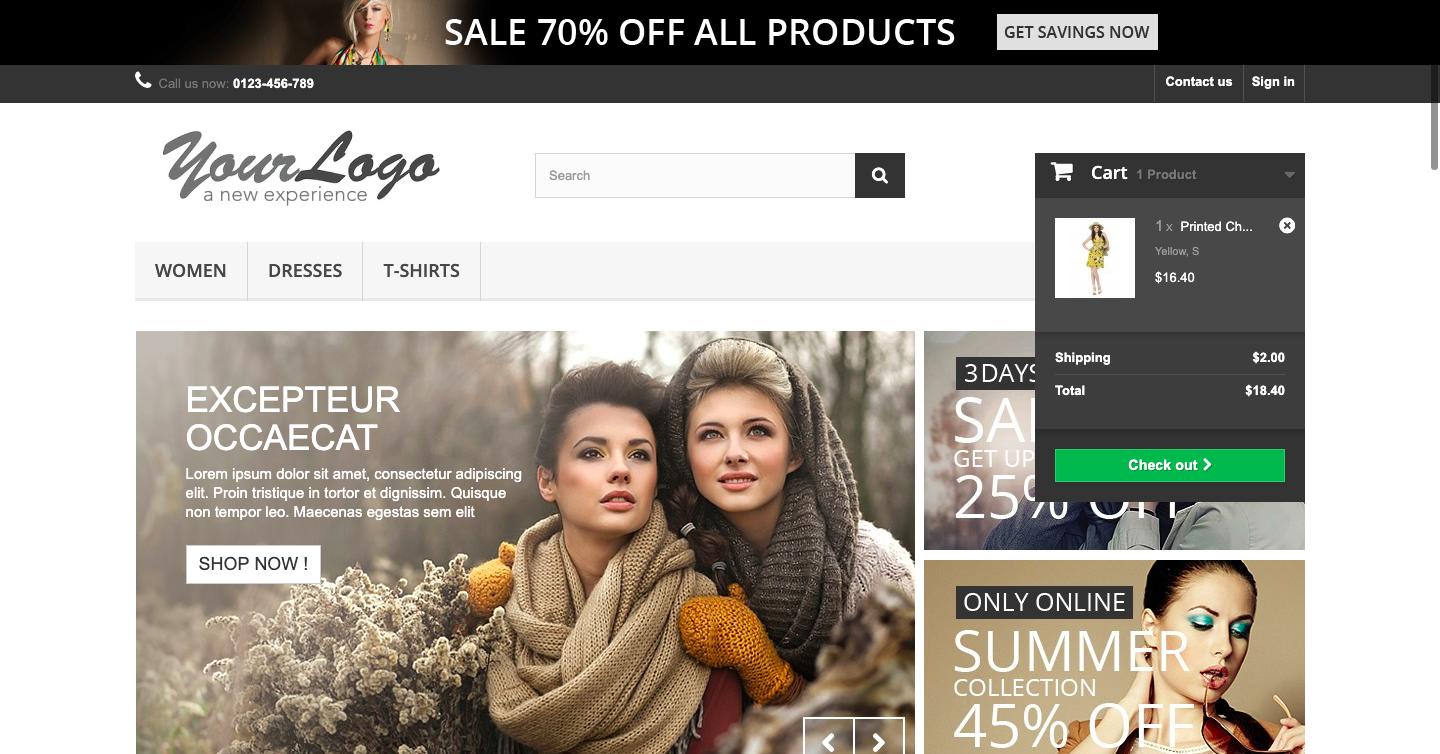 SALE 70% OFF ALL PRODUCTS
GET SAVINGS NOW
Call us now: 0123-456-789
Contact us
Sign in
YourLogo
a new experience
Search
Cart 1 Product
1 x Printed Ch...
Yellow, S
$16.40
Shipping $2.00
Total $18.40
Check out
WOMEN
DRESSES
T-SHIRTS
EXCEPTEUR
OCCAECAT
Lorem ipsum dolor sit amet, consectetur adipiscing
elit. Proin tristique in tortor et dignissim. Quisque
non tempor leo. Maecenas egestas sem elit
SHOP NOW !
3 DAYS
GET UP
25% OFF
ONLY ONLINE
SUMMER
COLLECTION
45% OFF